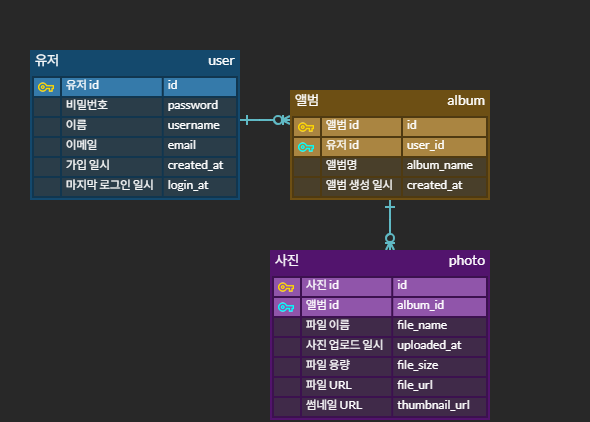 유저 user
유저 id id
비밀번호 password
이름 username
이메일 email
가입 일시 created_at
마지막 로그인 일시 login_at
앨범 album
앨범 id id
유저 id user_id
앨범명 album_name
앨범 생성 일시 created_at
사진 photo
사진 id id
앨범 id album_id
파일 이름 file_name
사진 업로드 일시 uploaded_at
파일 용량 file_size
파일 URL file_url
썸네일 URL thumbnail_url